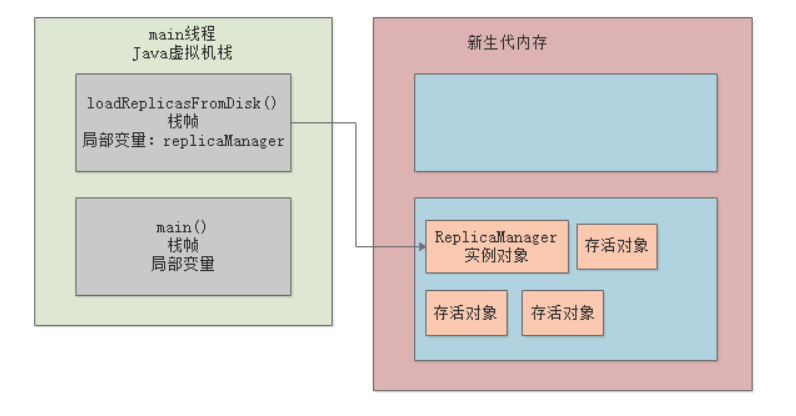 main线程
Java虚拟机栈
loadReplicasFromDisk()
栈帧
局部变量：replicaManager
main()
栈帧
局部变量
新生代内存
ReplicaManager
实例对象
存活对象
存活对象
存活对象